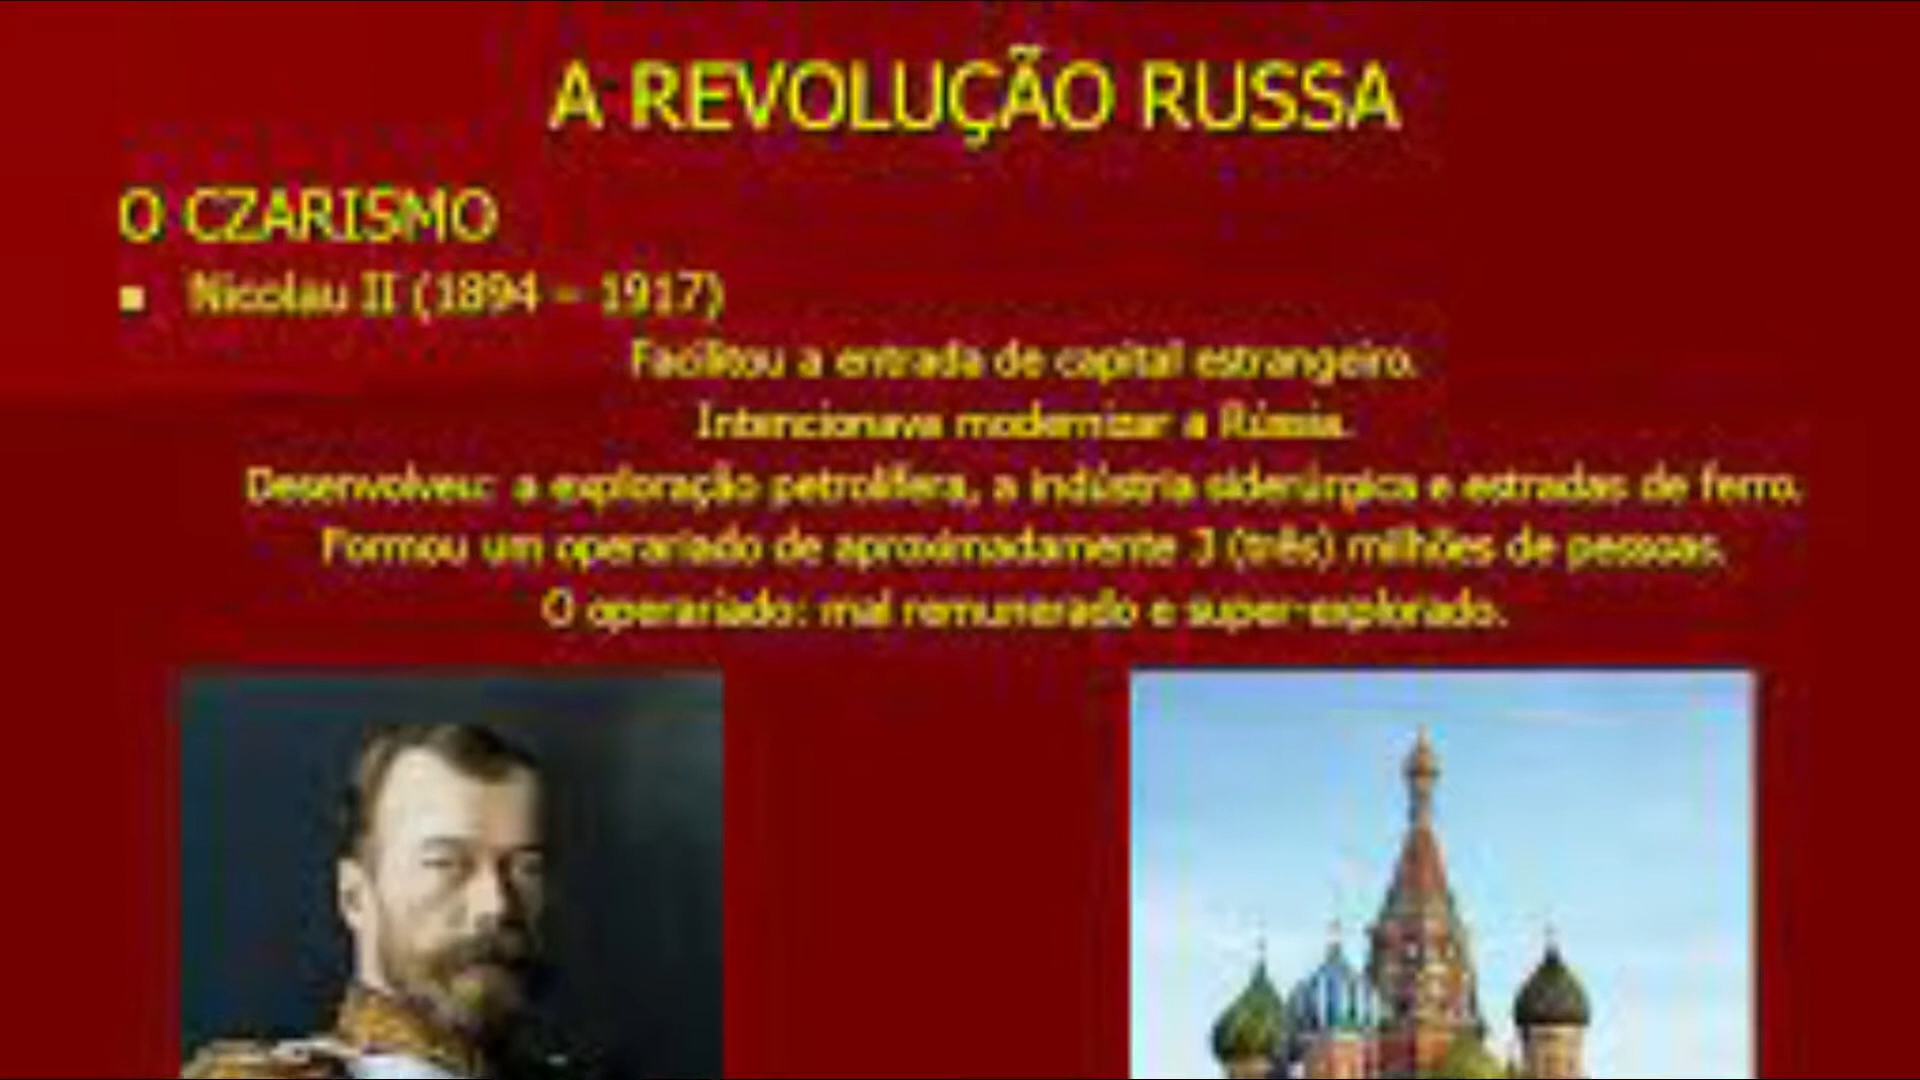 A REVOLUÇÃO RUSSA
O CZARISMO
Nicolau II (1894 – 1917)
Facilitou a entrada de capital estrangeiro.
Intencionava modernizar a Rússia.
Desenvolveu: a exploração petrolífera, a indústria siderúrgica e estradas de ferro.
Formou um operariado de aproximadamente 3 (três) milhões de pessoas.
O operariado: mal remunerado e super-explorado.